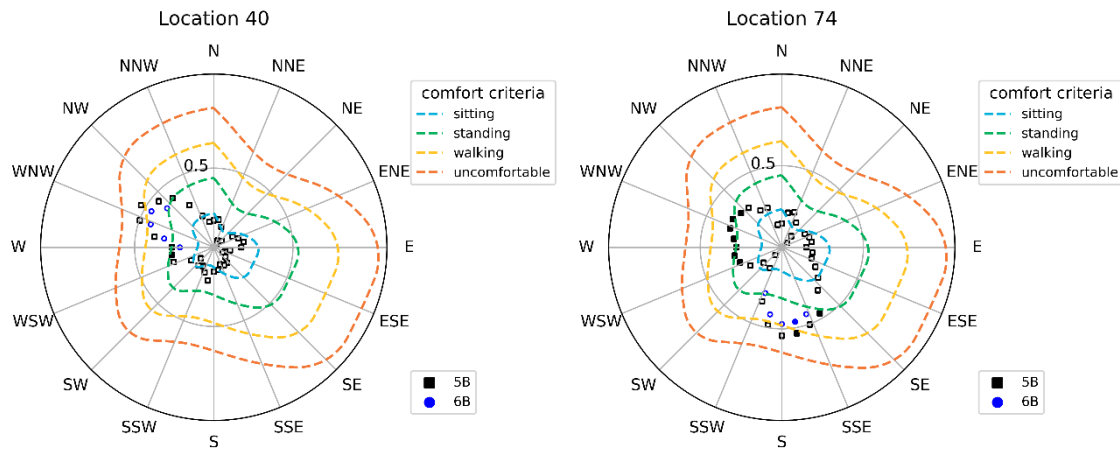 Location 40
N
NNE
NE
ENE
E
ESE
SE
SSE
S
SSW
SW
WSW
W
WNW
NW
NNW
0.5
comfort criteria
sitting
standing
walking
uncomfortable
5B
6B
Location 74
N
NNE
NE
ENE
E
ESE
SE
SSE
S
SSW
SW
WSW
W
WNW
NW
NNW
0.5
comfort criteria
sitting
standing
walking
uncomfortable
5B
6B